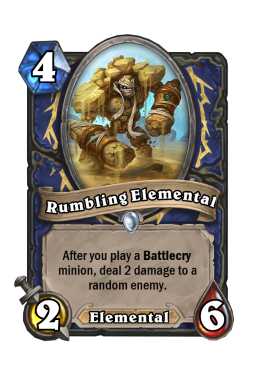 4
Rumbling Elemental
After you play a Battlecry
minion, deal 2 damage to a
random enemy.
2
Elemental
6